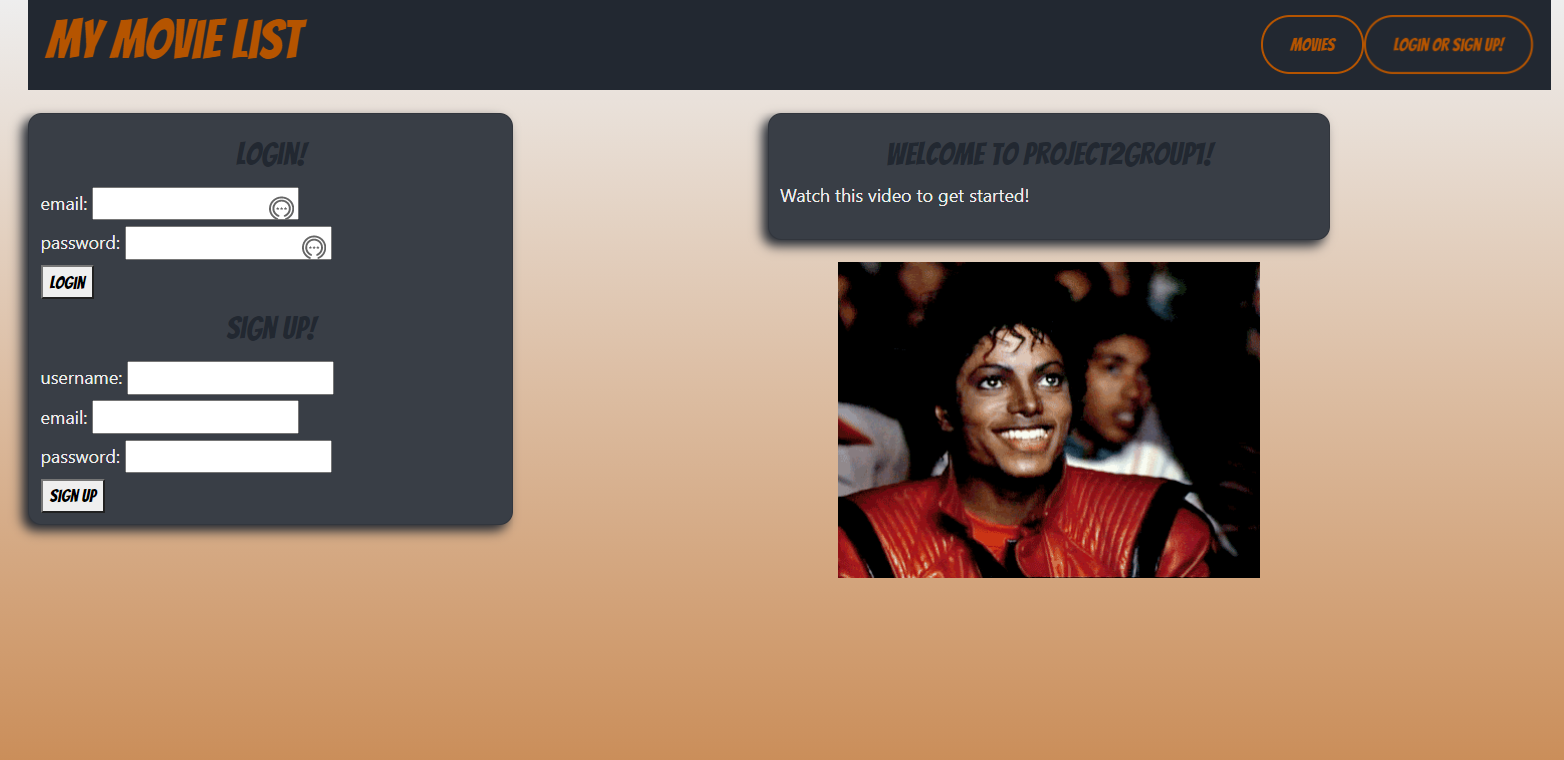 MY MOVIE LIST
MOVIES
LOGIN OR SIGN UP!
LOGIN!
email:
password:
LOGIN
SIGN UP!
username:
email:
password:
SIGN UP
WELCOME TO PROJECT2GROUP1!
Watch this video to get started!